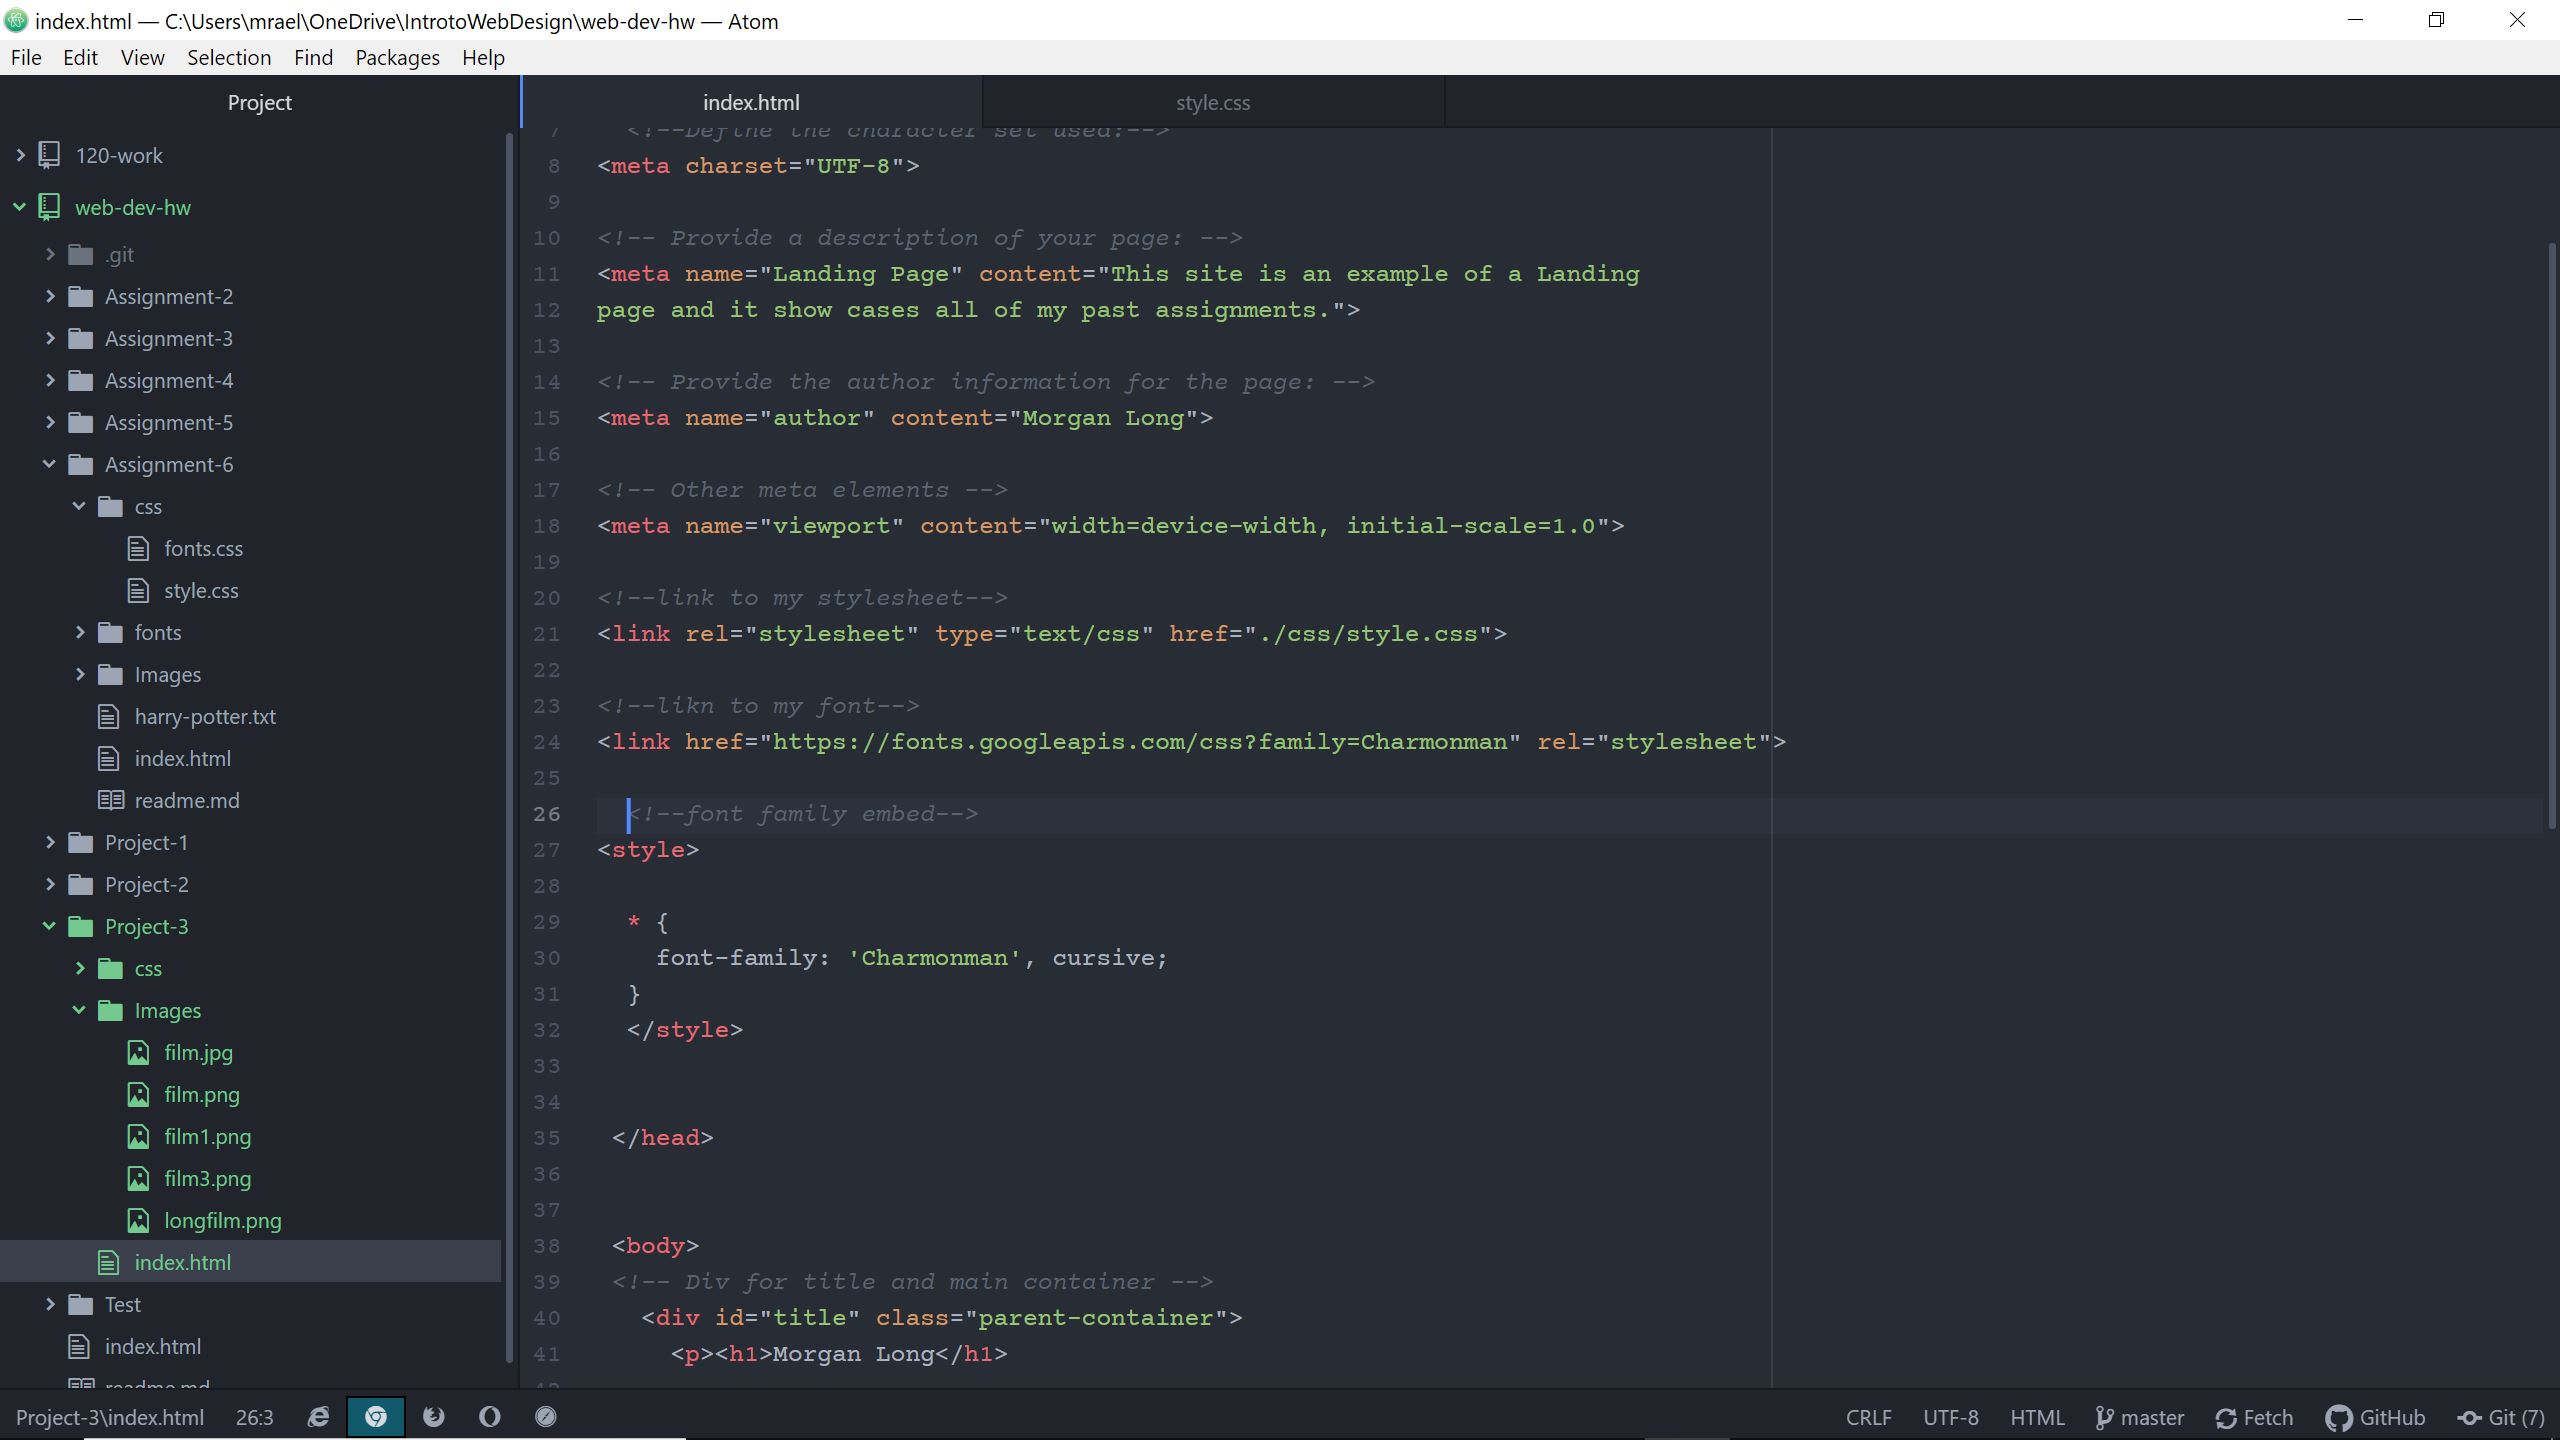 index.html — C:\Users\mrael\OneDrive\IntrotoWebDesign\web-dev-hw — Atom
File Edit View Selection Find Packages Help
Project
120-work
web-dev-hw
.git
Assignment-2
Assignment-3
Assignment-4
Assignment-5
Assignment-6
css
fonts.css
style.css
fonts
Images
harry-potter.txt
index.html
readme.md
Project-1
Project-2
Project-3
css
Images
film.jpg
film.png
film1.png
film3.png
longfilm.png
index.html
Test
index.html
readme.md
index.html style.css
7 <!--Define the character set used:-->
8 <meta charset="UTF-8">
9
10 <!-- Provide a description of your page: -->
11 <meta name="Landing Page" content="This site is an example of a Landing
12 page and it show cases all of my past assignments.">
13
14 <!-- Provide the author information for the page: -->
15 <meta name="author" content="Morgan Long">
16
17 <!-- Other meta elements -->
18 <meta name="viewport" content="width=device-width, initial-scale=1.0">
19
20 <!--link to my stylesheet-->
21 <link rel="stylesheet" type="text/css" href="./css/style.css">
22
23 <!--likn to my font-->
24 <link href="https://fonts.googleapis.com/css?family=Charmonman" rel="stylesheet">
25
26 <!--font family embed-->
27 <style>
28
29 * {
30 font-family: 'Charmonman', cursive;
31 }
32 </style>
33
34
35 </head>
36
37
38 <body>
39 <!-- Div for title and main container -->
40 <div id="title" class="parent-container">
41 <p><h1>Morgan Long</h1>
42
Project-3\index.html 26:3 CRLF UTF-8 HTML master Fetch GitHub Git (7)